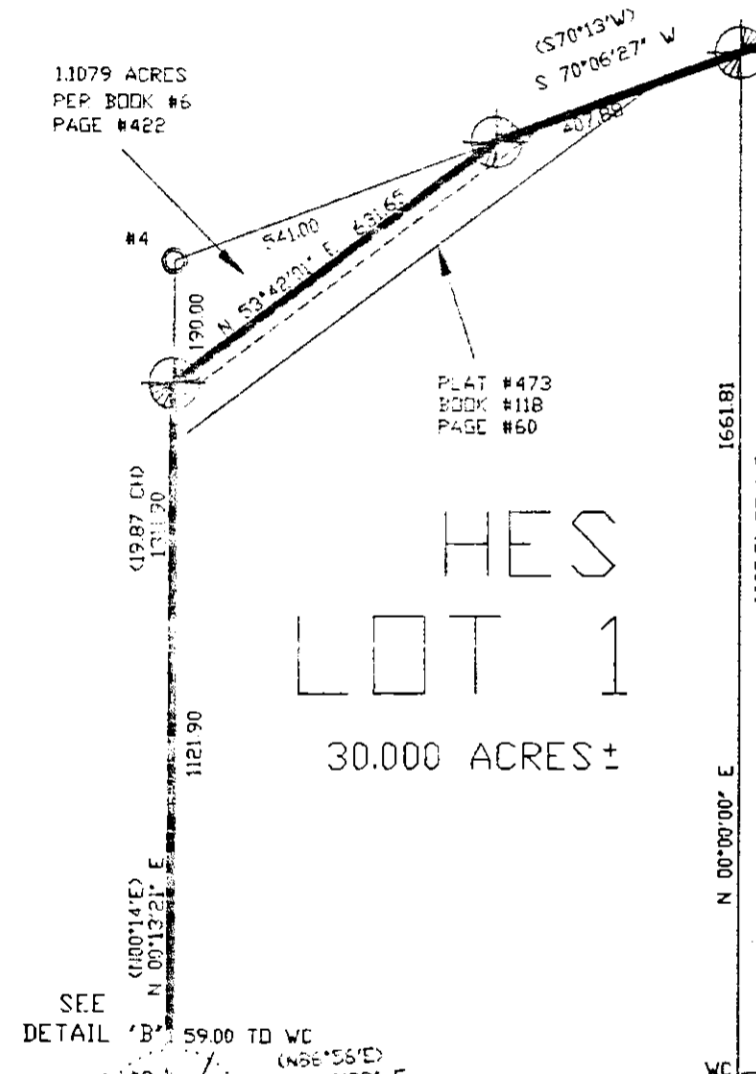 (S70°13'W)
S 70°06'27" W
1.1079 ACRES
PER BOOK #6
PAGE #422
407.88
#4
541.00
N 53°42'01" E 631.65
190.00
PLAT #473
BOOK #118
PAGE #60
1661.81
(19.87 CH)
1311.90
HES
LOT 1
30.000 ACRES±
1121.90
N 00°00'00" E
(N00°14'E)
N 00°13'21" E
SEE
DETAIL 'B'
59.00 TO WC
(N86°56'E)
WC